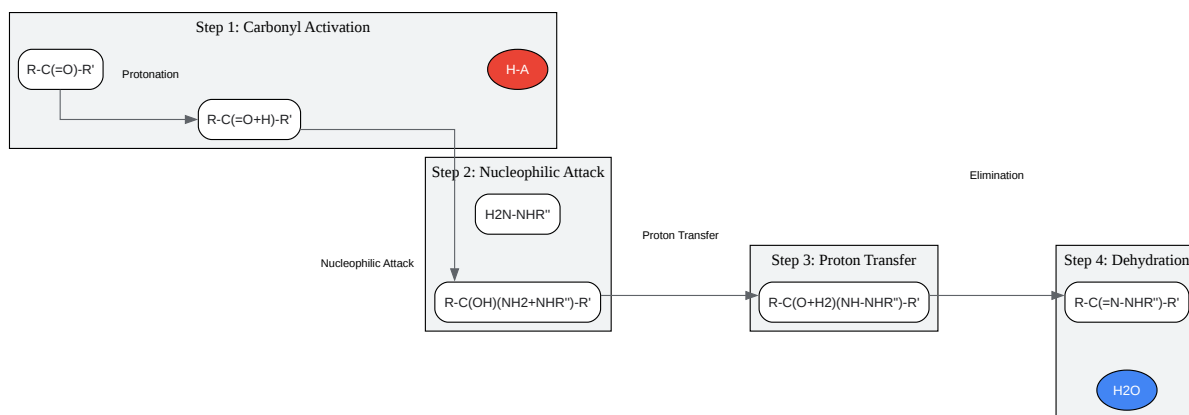 Step 1: Carbonyl Activation
R-C(=O)-R'
Protonation
H-A
R-C(=O+H)-R'
Step 2: Nucleophilic Attack
H2N-NHR"
Nucleophilic Attack
R-C(OH)(NH2+NHR")-R'
Proton Transfer
Step 3: Proton Transfer
R-C(O+H2)(NH-NHR")-R'
Elimination
Step 4: Dehydration
R-C(=N-NHR")-R'
H2O